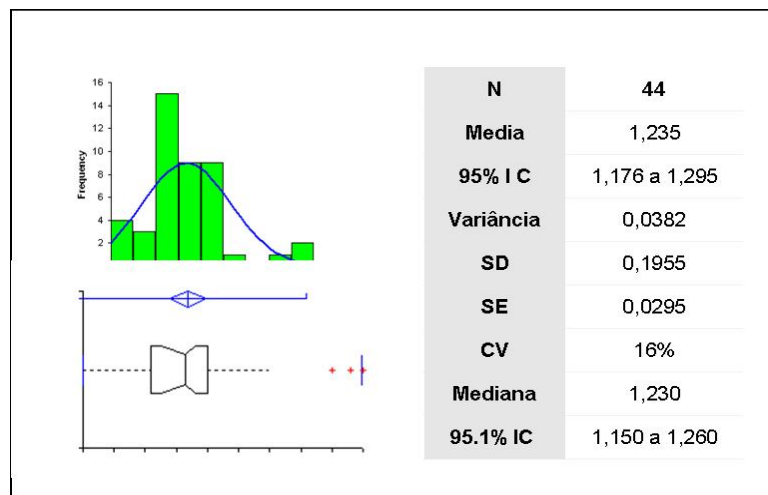 16
14
12
10
8
6
4
2
Frequency
N 44
Media 1,235
95% I C 1,176 a 1,295
Variância 0,0382
SD 0,1955
SE 0,0295
CV 16%
Mediana 1,230
95.1% IC 1,150 a 1,260